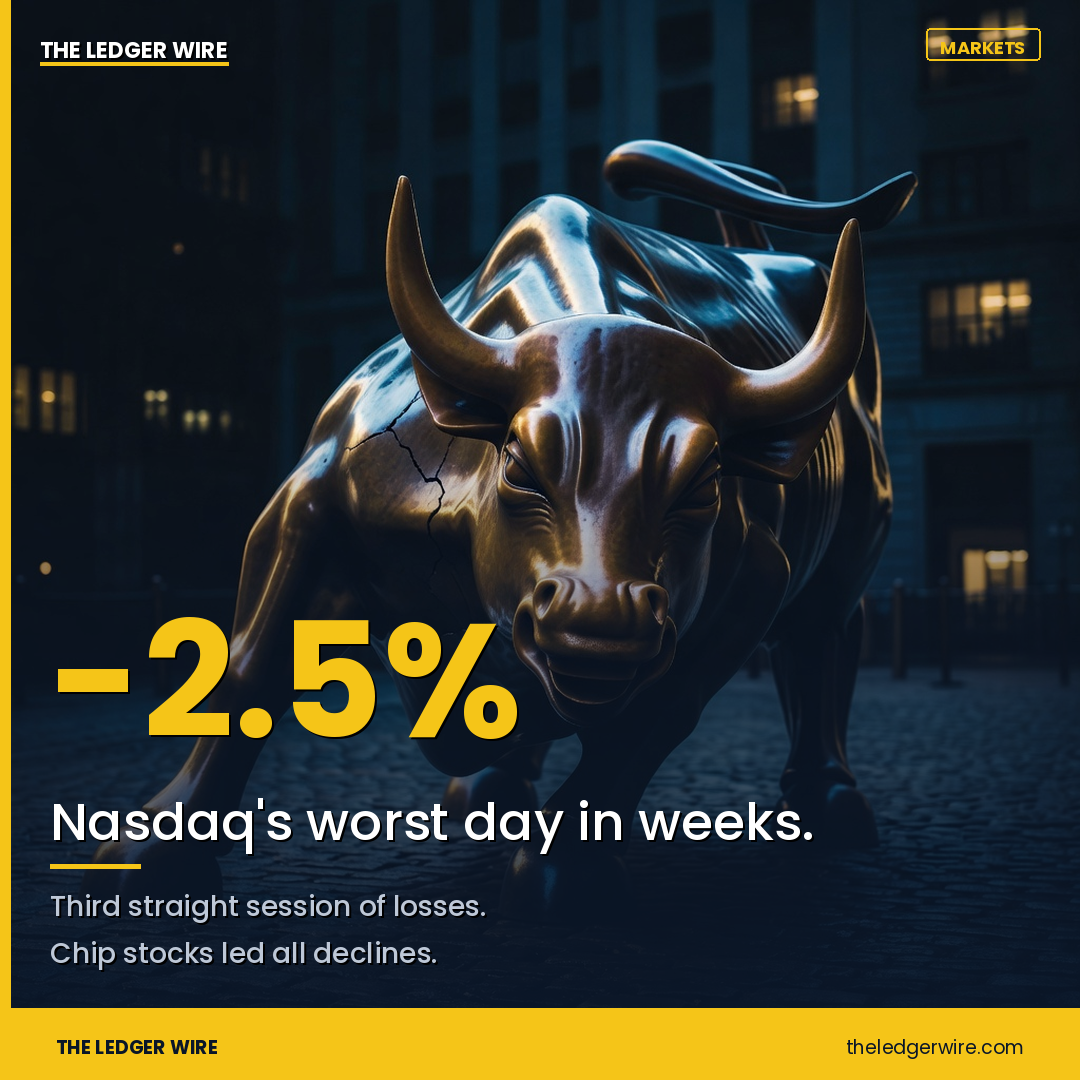 THE LEDGER WIRE
MARKETS
-2.5%
Nasdaq's worst day in weeks.
Third straight session of losses.
Chip stocks led all declines.
THE LEDGER WIRE
theledgerwire.com